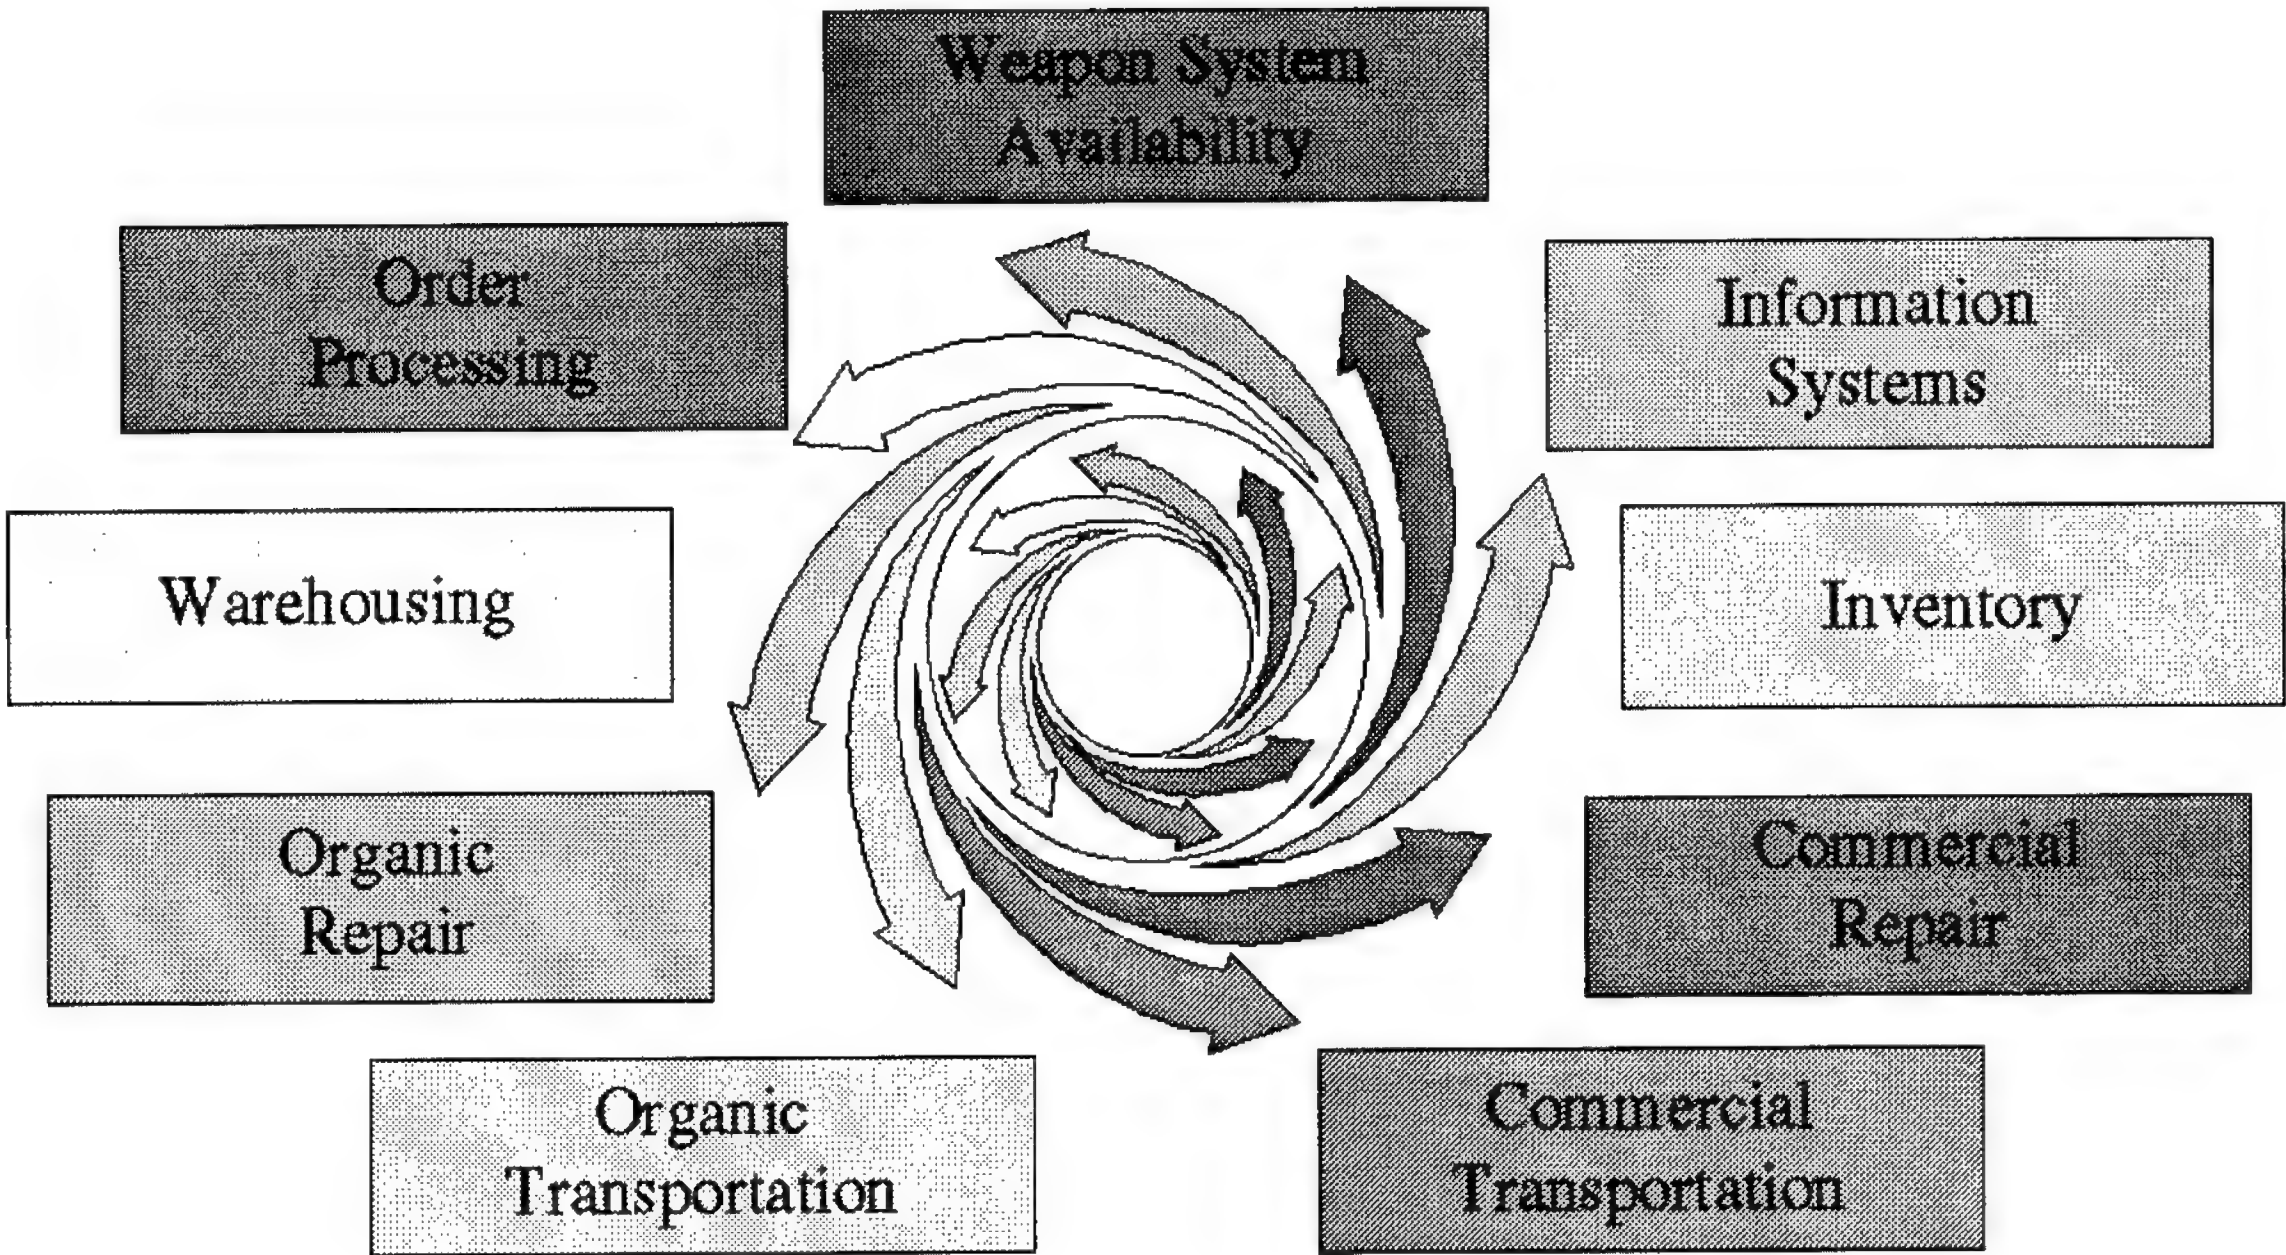 Weapon System
Availability
Order
Processing
Information
Systems
Warehousing
Inventory
Organic
Repair
Commercial
Repair
Organic
Transportation
Commercial
Transportation